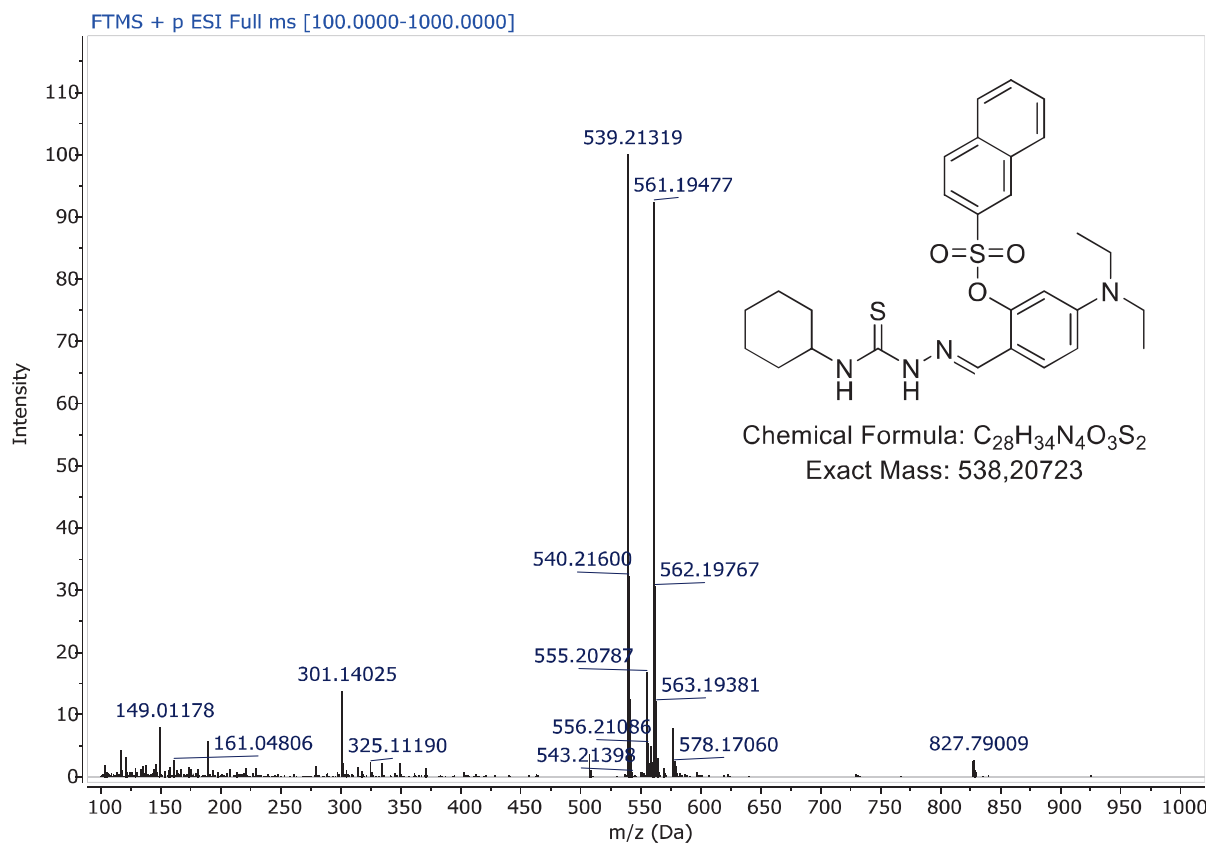 FTMS + p ESI Full ms [100.0000-1000.0000]
110
100
90
80
70
60
50
40
30
20
10
0
Intensity
539.21319
561.19477
540.21600
562.19767
555.20787
563.19381
556.21086
543.21398
578.17060
301.14025
325.11190
149.01178
161.04806
827.79009
O=S=O
O
N
S
N
H
N
H
N
Chemical Formula: C28H34N4O3S2
Exact Mass: 538,20723
100 150 200 250 300 350 400 450 500 550 600 650 700 750 800 850 900 950 1000
m/z (Da)